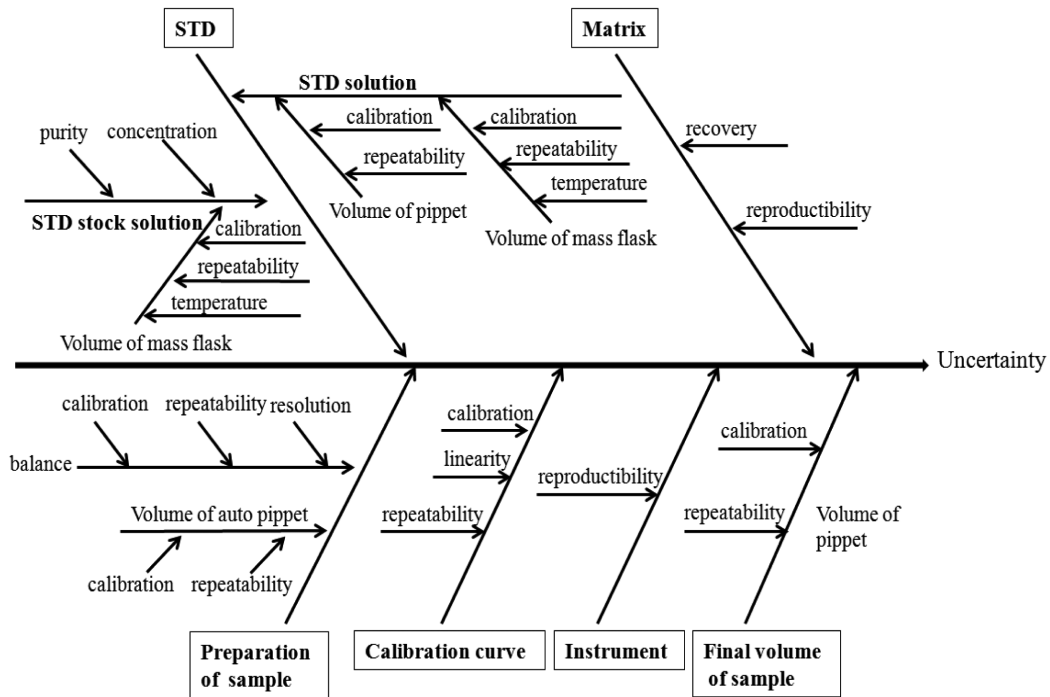 STD
Matrix
STD solution
calibration
calibration
purity
concentration
recovery
repeatability
repeatability
temperature
Volume of pippet
STD stock solution
reproductibility
calibration
Volume of mass flask
repeatability
temperature
Volume of mass flask
Uncertainty
calibration
repeatability
resolution
calibration
calibration
balance
linearity
reproductibility
Volume of auto pippet
repeatability
repeatability
Volume of
pippet
calibration
repeatability
Preparation
of sample
Calibration curve
Instrument
Final volume
of sample